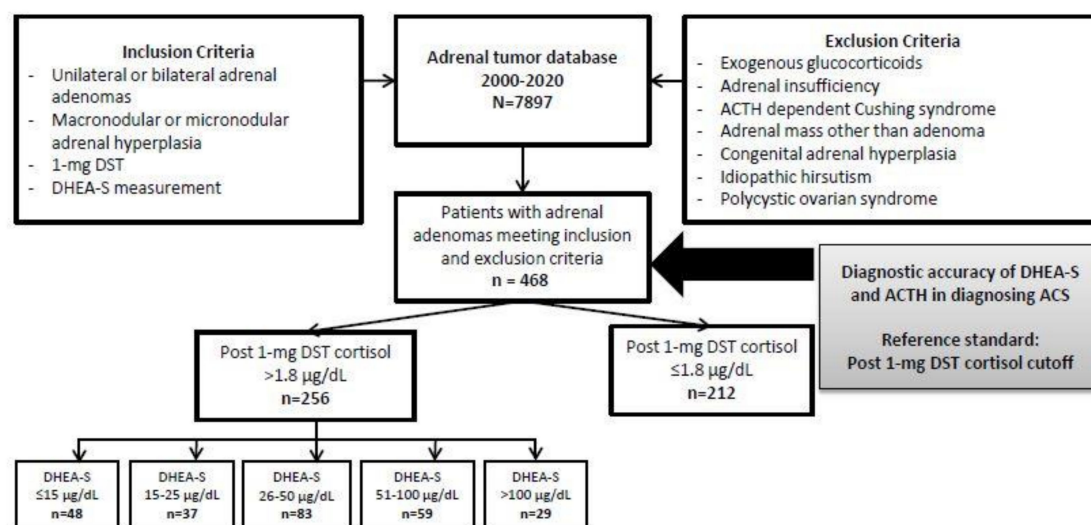 Inclusion Criteria
- Unilateral or bilateral adrenal
adenomas
- Macronodular or micronodular
adrenal hyperplasia
- 1-mg DST
- DHEA-S measurement
Adrenal tumor database
2000-2020
N=7897
Exclusion Criteria
- Exogenous glucocorticoids
- Adrenal insufficiency
- ACTH dependent Cushing syndrome
- Adrenal mass other than adenoma
- Congenital adrenal hyperplasia
- Idiopathic hirsutism
- Polycystic ovarian syndrome
Patients with adrenal
adenomas meeting inclusion
and exclusion criteria
n = 468
Diagnostic accuracy of DHEA-S
and ACTH in diagnosing ACS
Reference standard:
Post 1-mg DST cortisol cutoff
Post 1-mg DST cortisol
>1.8 µg/dL
n=256
Post 1-mg DST cortisol
≤1.8 µg/dL
n=212
DHEA-S
≤15 µg/dL
n=48
DHEA-S
15-25 µg/dL
n=37
DHEA-S
26-50 µg/dL
n=83
DHEA-S
51-100 µg/dL
n=59
DHEA-S
>100 µg/dL
n=29